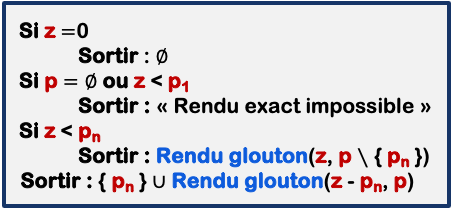 Si z =0
Sortir : ∅
Si p = ∅ ou z < p₁
Sortir : « Rendu exact impossible »
Si z < pₙ
Sortir : Rendu glouton(z, p \ { pₙ })
Sortir : { pₙ } ∪ Rendu glouton(z - pₙ, p)